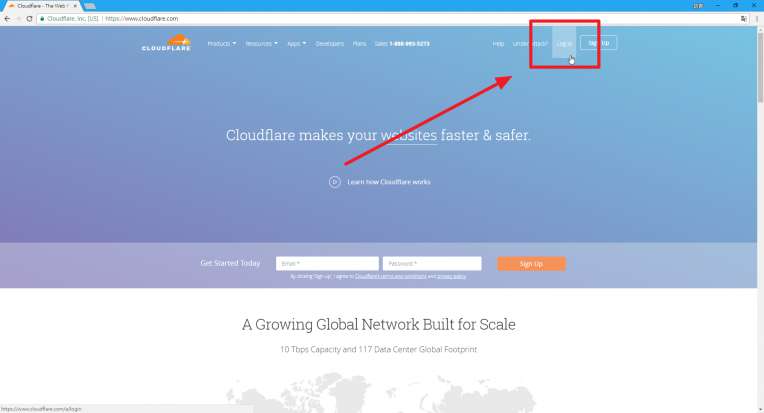 Cloudflare - The Web
Cloudflare, Inc. [US] https://www.cloudflare.com
CLOUDFLARE Products Resources Apps Developers Plans Sales: 1-888-993-5273 Help Under Attack? Log in Sign Up
Cloudflare makes your websites faster & safer.
Learn how Cloudflare works
Get Started Today Email * Password * Sign Up
By clicking 'Sign up', I agree to Cloudflare's terms and conditions and privacy policy.
A Growing Global Network Built for Scale
10 Tbps Capacity and 117 Data Center Global Footprint
https://www.cloudflare.com/a/login